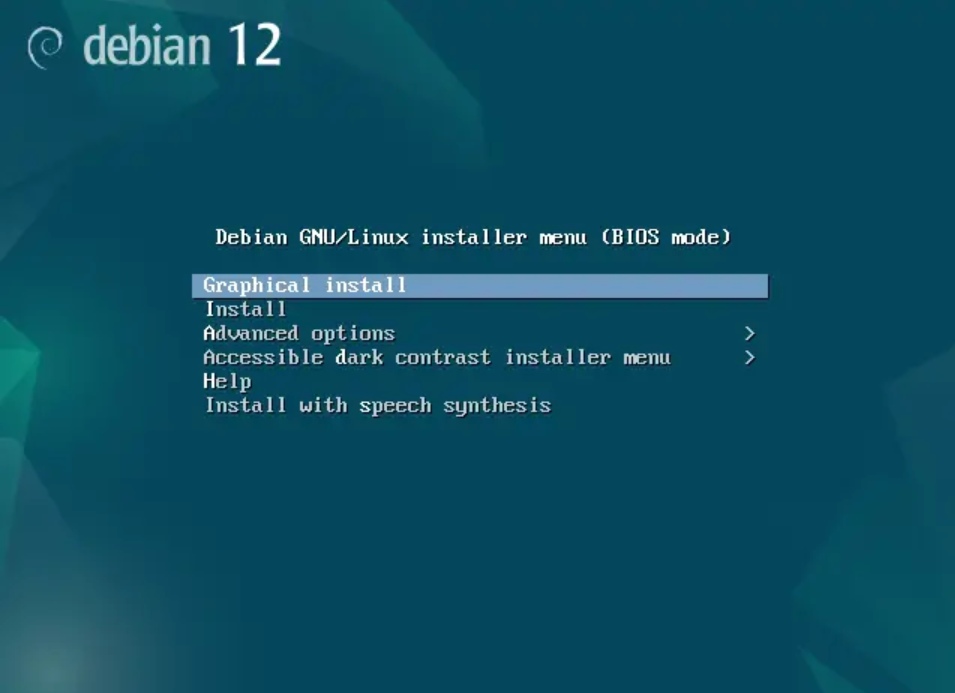 debian 12
Debian GNU/Linux installer menu (BIOS mode)
Graphical install
Install
Advanced options >
Accessible dark contrast installer menu >
Help
Install with speech synthesis